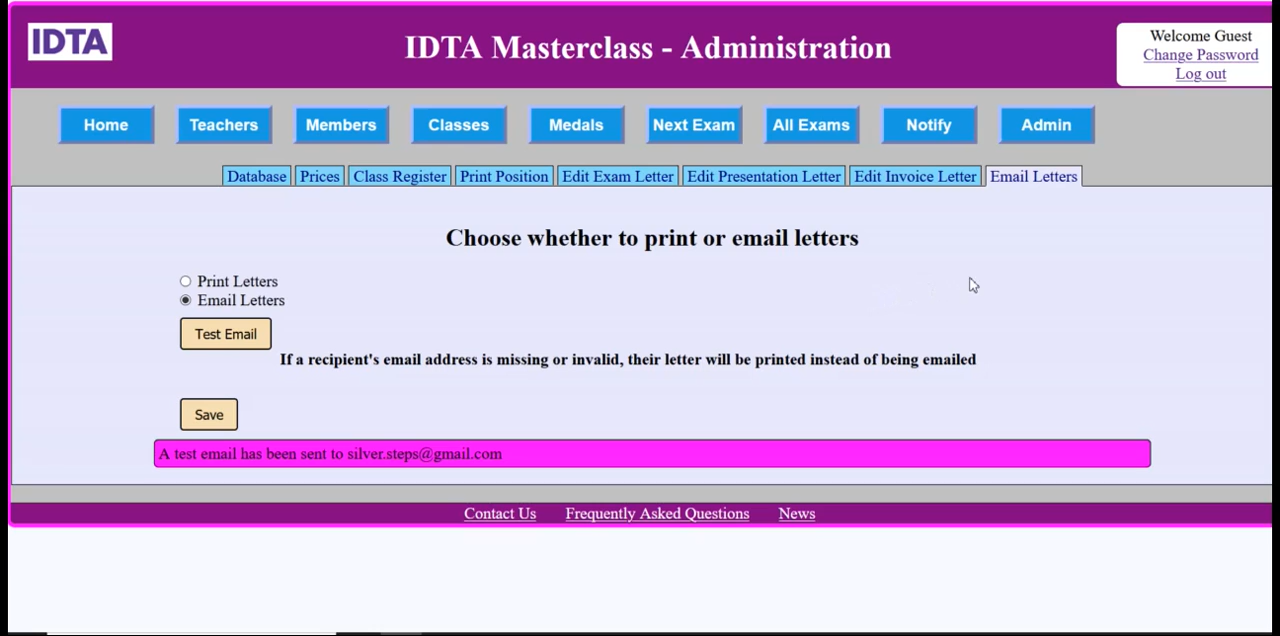 IDTA
IDTA Masterclass - Administration
Welcome Guest
Change Password
Log out
Home Teachers Members Classes Medals Next Exam All Exams Notify Admin
Database Prices Class Register Print Position Edit Exam Letter Edit Presentation Letter Edit Invoice Letter Email Letters
Choose whether to print or email letters
Print Letters
Email Letters
Test Email
If a recipient's email address is missing or invalid, their letter will be printed instead of being emailed
Save
A test email has been sent to silver.steps@gmail.com
Contact Us Frequently Asked Questions News